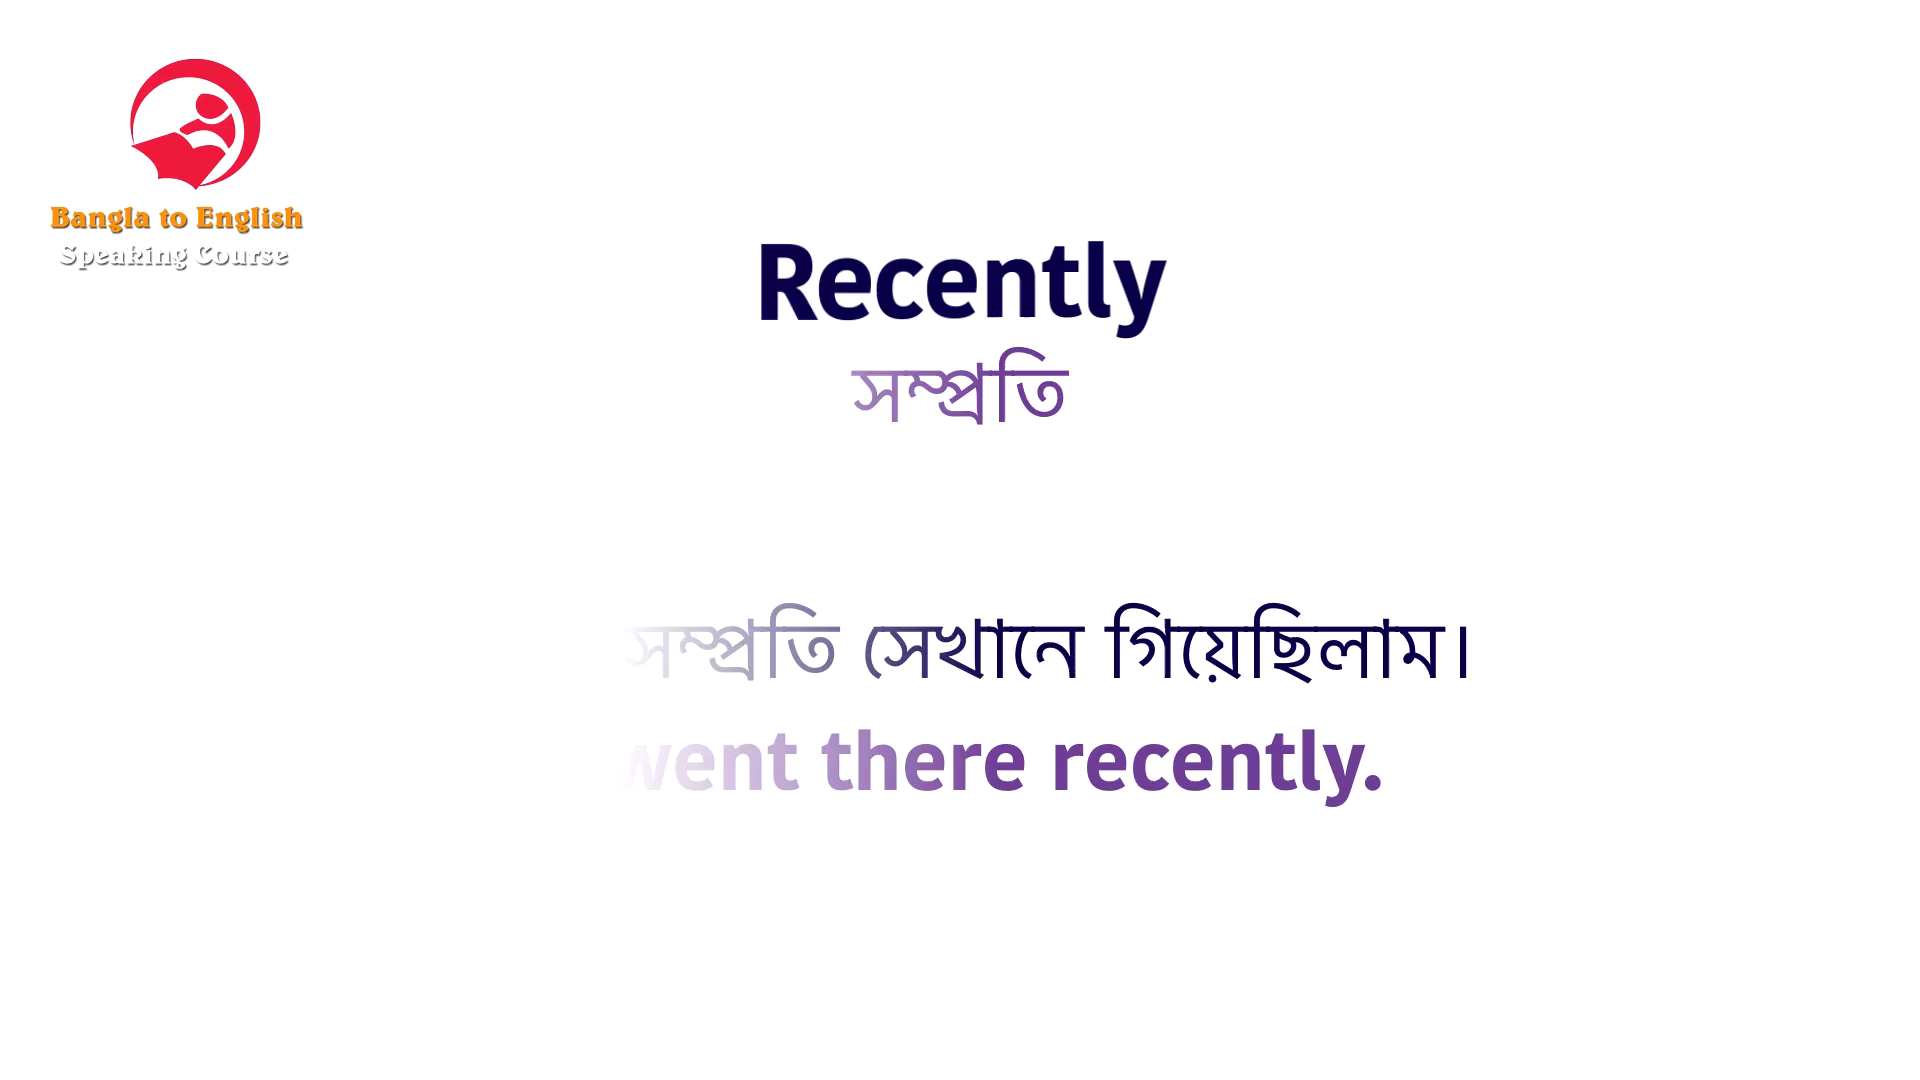 Bangla to English
Speaking Course
Recently
সম্প্রতি
সম্প্রতি সেখানে গিয়েছিলাম।
went there recently.